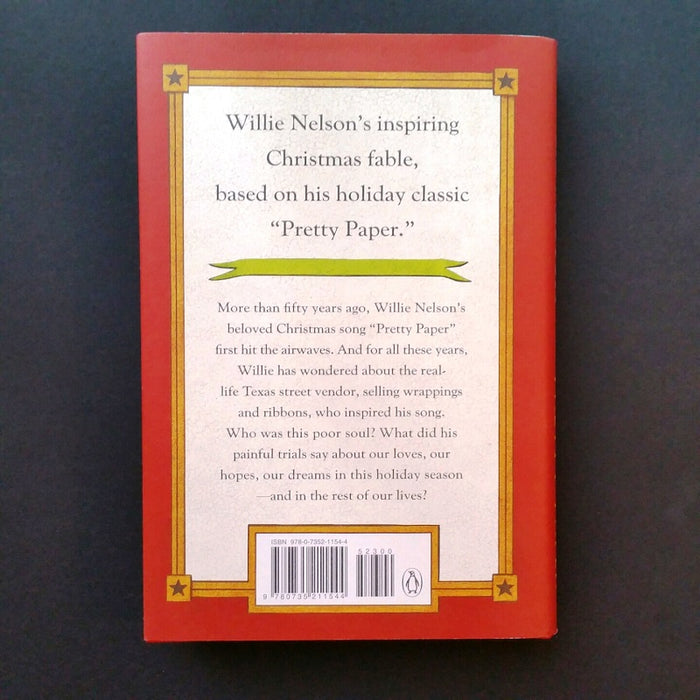 Willie Nelson's inspiring
Christmas fable,
based on his holiday classic
“Pretty Paper.”
More than fifty years ago, Willie Nelson's
beloved Christmas song “Pretty Paper”
first hit the airwaves. And for all these years,
Willie has wondered about the real-
life Texas street vendor, selling wrappings
and ribbons, who inspired his song.
Who was this poor soul? What did his
painful trials say about our loves, our
hopes, our dreams in this holiday season
—and in the rest of our lives?
ISBN 978-0-7352-1154-4
52300
9 780735 211544